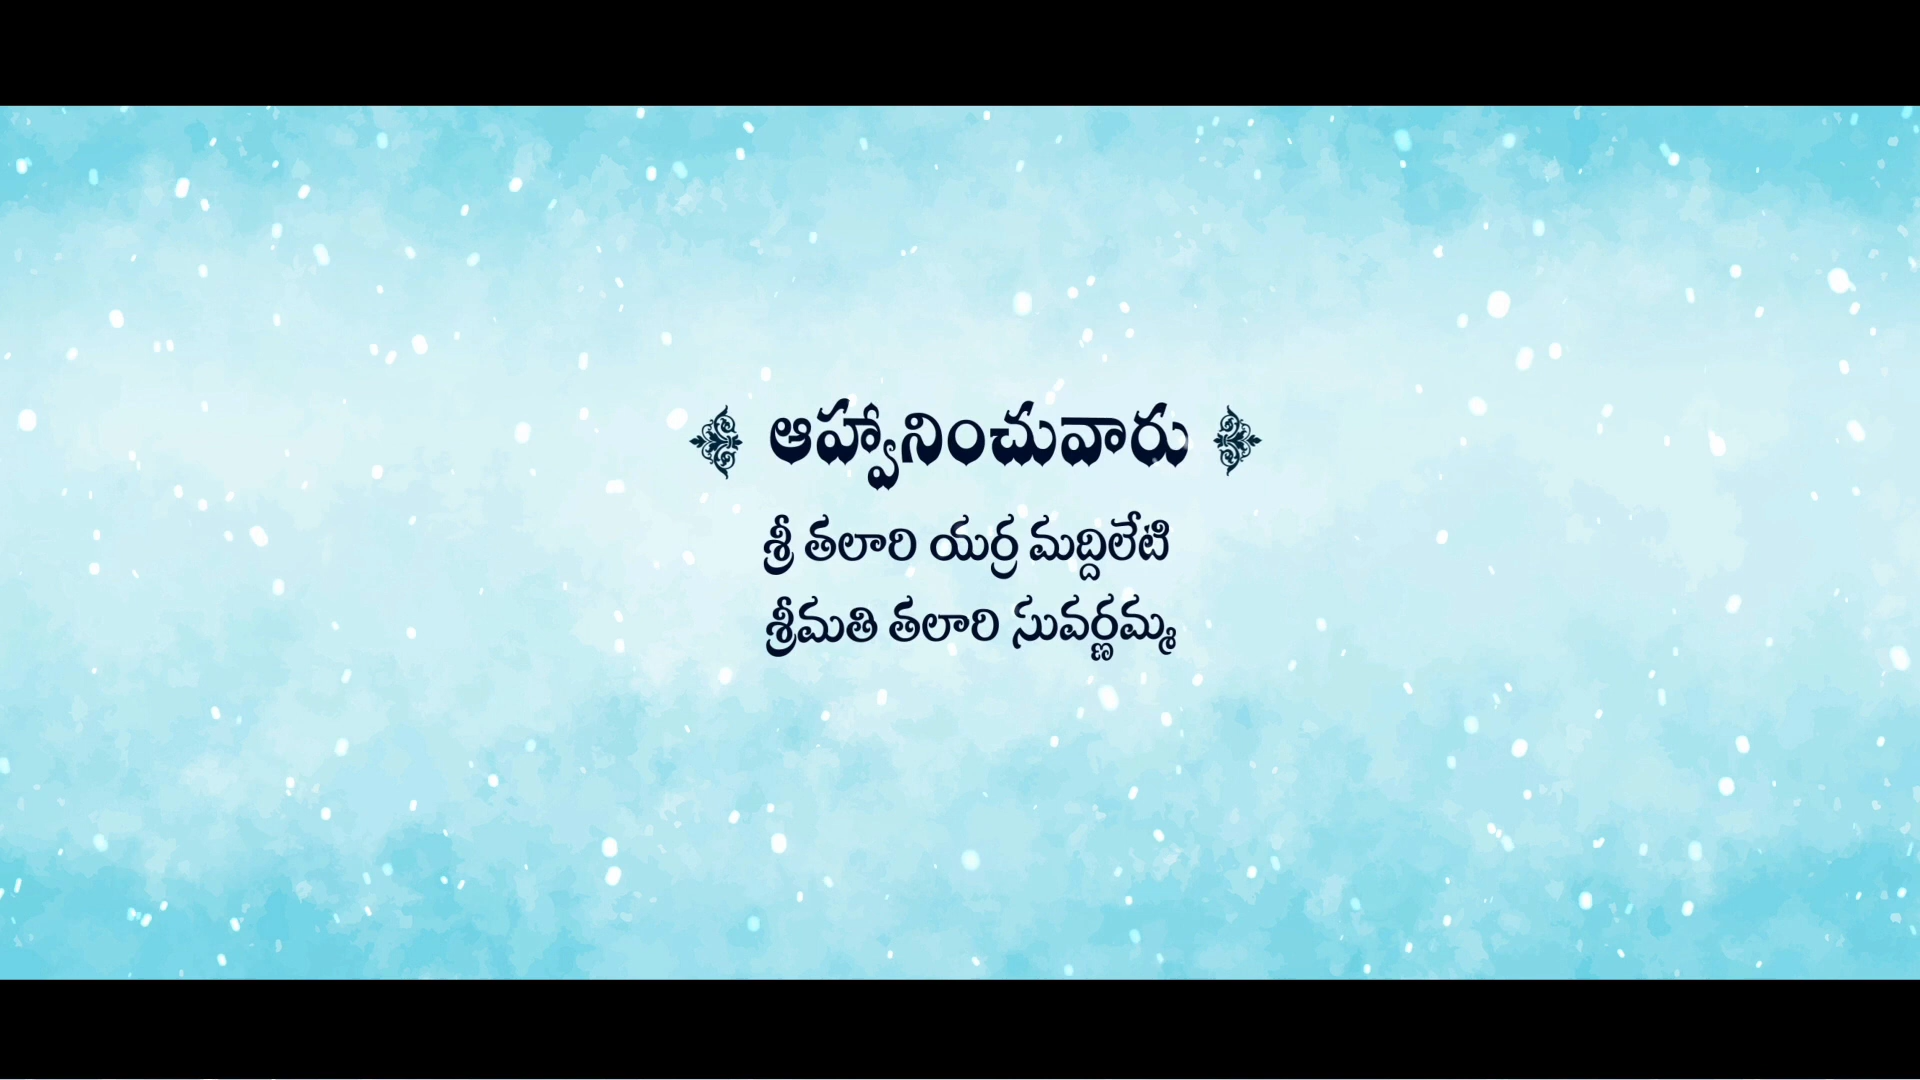 ఆహ్వానించువారు
శ్రీ తలారి యర్ర మద్దిలేటి
శ్రీమతి తలారి సువర్ణమ్మ